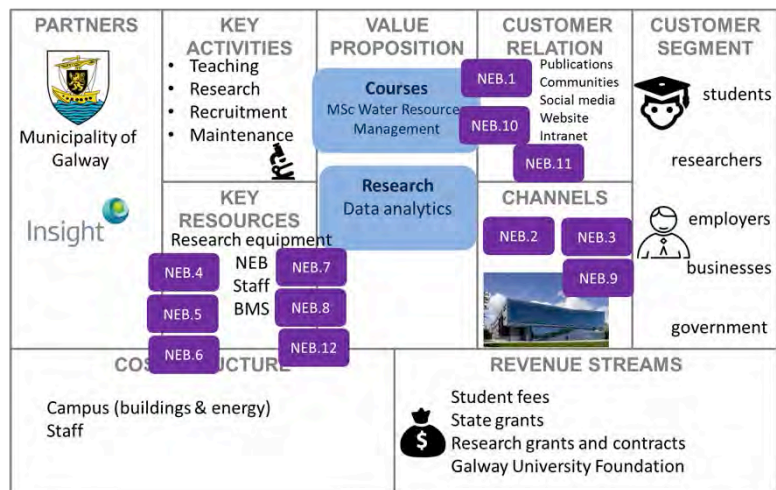 PARTNERS
Municipality of
Galway
Insight
KEY
ACTIVITIES
• Teaching
• Research
• Recruitment
• Maintenance
KEY
RESOURCES
Research equipment
NEB
Staff
BMS
NEB.4
NEB.5
NEB.6
NEB.7
NEB.8
NEB.12
VALUE
PROPOSITION
Courses
MSc Water Resource
Management
Research
Data analytics
CUSTOMER
RELATION
NEB.1
NEB.10
NEB.11
Publications
Communities
Social media
Website
Intranet
CHANNELS
NEB.2
NEB.3
NEB.9
CUSTOMER
SEGMENT
students
researchers
employers
businesses
government
COS UCTURE
Campus (buildings & energy)
Staff
REVENUE STREAMS
$
Student fees
State grants
Research grants and contracts
Galway University Foundation